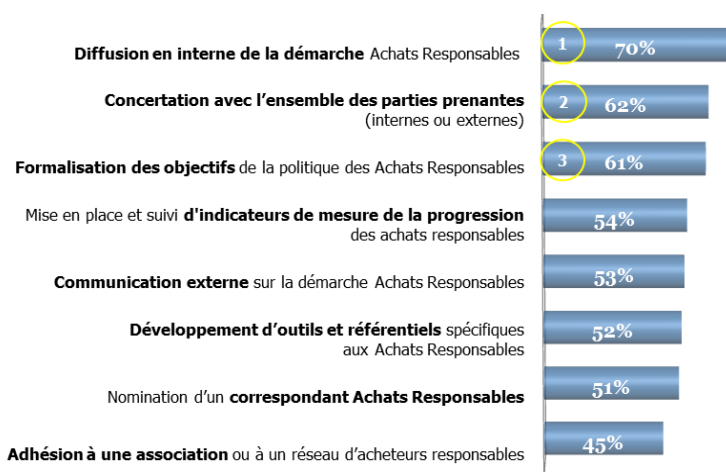 Diffusion en interne de la démarche Achats Responsables 1 70%
Concertation avec l'ensemble des parties prenantes
(internes ou externes) 2 62%
Formalisation des objectifs de la politique des Achats Responsables 3 61%
Mise en place et suivi d'indicateurs de mesure de la progression
des achats responsables 54%
Communication externe sur la démarche Achats Responsables 53%
Développement d'outils et référentiels spécifiques
aux Achats Responsables 52%
Nomination d'un correspondant Achats Responsables 51%
Adhésion à une association ou à un réseau d'acheteurs responsables 45%